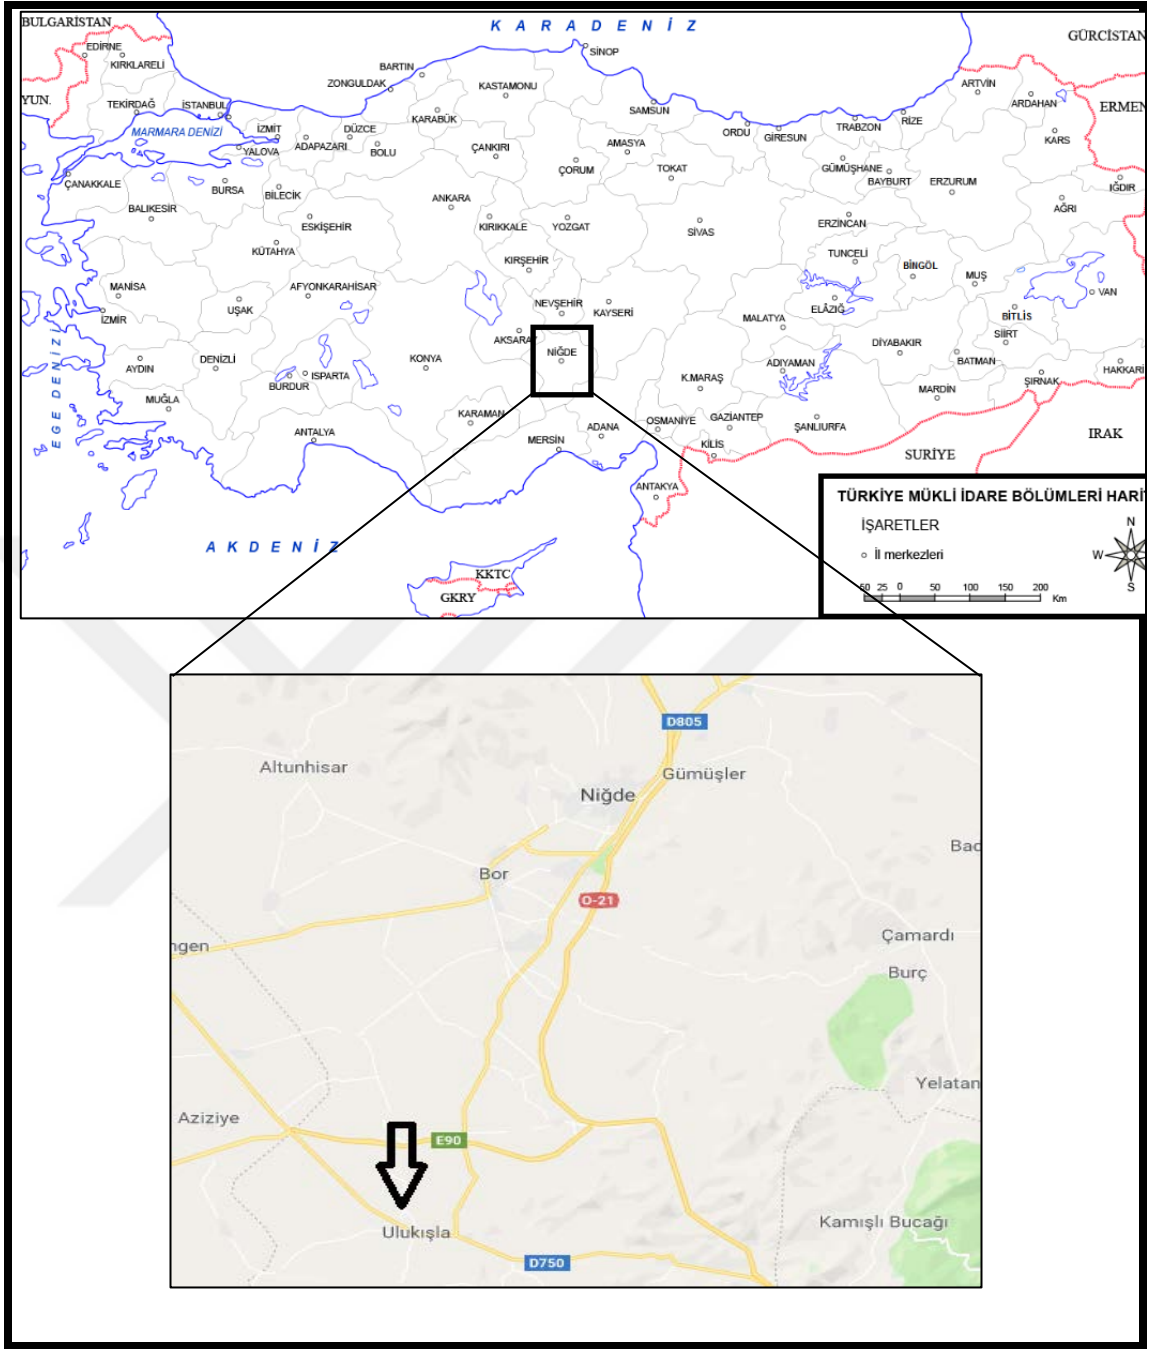 BULGARİSTAN
K A R A D E N İ Z
GÜRCİSTAN
EDİRNE
KIRKLARELİ
SİNOP
BARTIN
ZONGULDAK
KASTAMONU
ARTVİN
YUN.
TEKİRDAĞ
İSTANBUL
KARABÜK
SAMSUN
ARDAHAN
ERMEN
MARMARA DENİZİ
İZMİT
DÜZCE
ORDU
GİRESUN
TRABZON
RİZE
KARS
YALOVA
ADAPAZARI
BOLU
ÇANKIRI
AMASYA
ÇORUM
TOKAT
GÜMÜŞHANE
BAYBURT
ERZURUM
IĞDIR
ÇANAKKALE
BURSA
BİLECİK
ANKARA
AĞRI
BALIKESİR
ESKİŞEHİR
KIRIKKALE
YOZGAT
SİVAS
ERZİNCAN
KÜTAHYA
KIRŞEHİR
TUNCELİ
BİNGÖL
MUŞ
MANİSA
AFYONKARAHİSAR
VAN
UŞAK
NEVŞEHİR
KAYSERİ
ELÂZIĞ
BİTLİS
İZMİR
MALATYA
AKSARAY
SİİRT
DİYABAKIR
NİĞDE
AYDIN
DENİZLİ
KONYA
ADIYAMAN
BATMAN
HAKKARİ
ISPARTA
BURDUR
K.MARAŞ
MARDİN
ŞIRNAK
MUĞLA
KARAMAN
ADANA
OSMANİYE
GAZİANTEP
ŞANLIURFA
EGE DENİZİ
ANTALYA
MERSİN
KİLİS
SURİYE
IRAK
ANTAKYA
TÜRKİYE MÜKLİ İDARE BÖLÜMLERİ HARİ
İŞARETLER
N
İl merkezleri
W
S
50 25 0 50 100 150 200
Km
A K D E N İ Z
KKTC
GKRY
D805
Altunhisar
Gümüşler
Niğde
Bor
Bad
O-21
Çamardı
ngen
Burç
Yelatan
Aziziye
E90
Kamışlı Bucağı
Ulukışla
D750